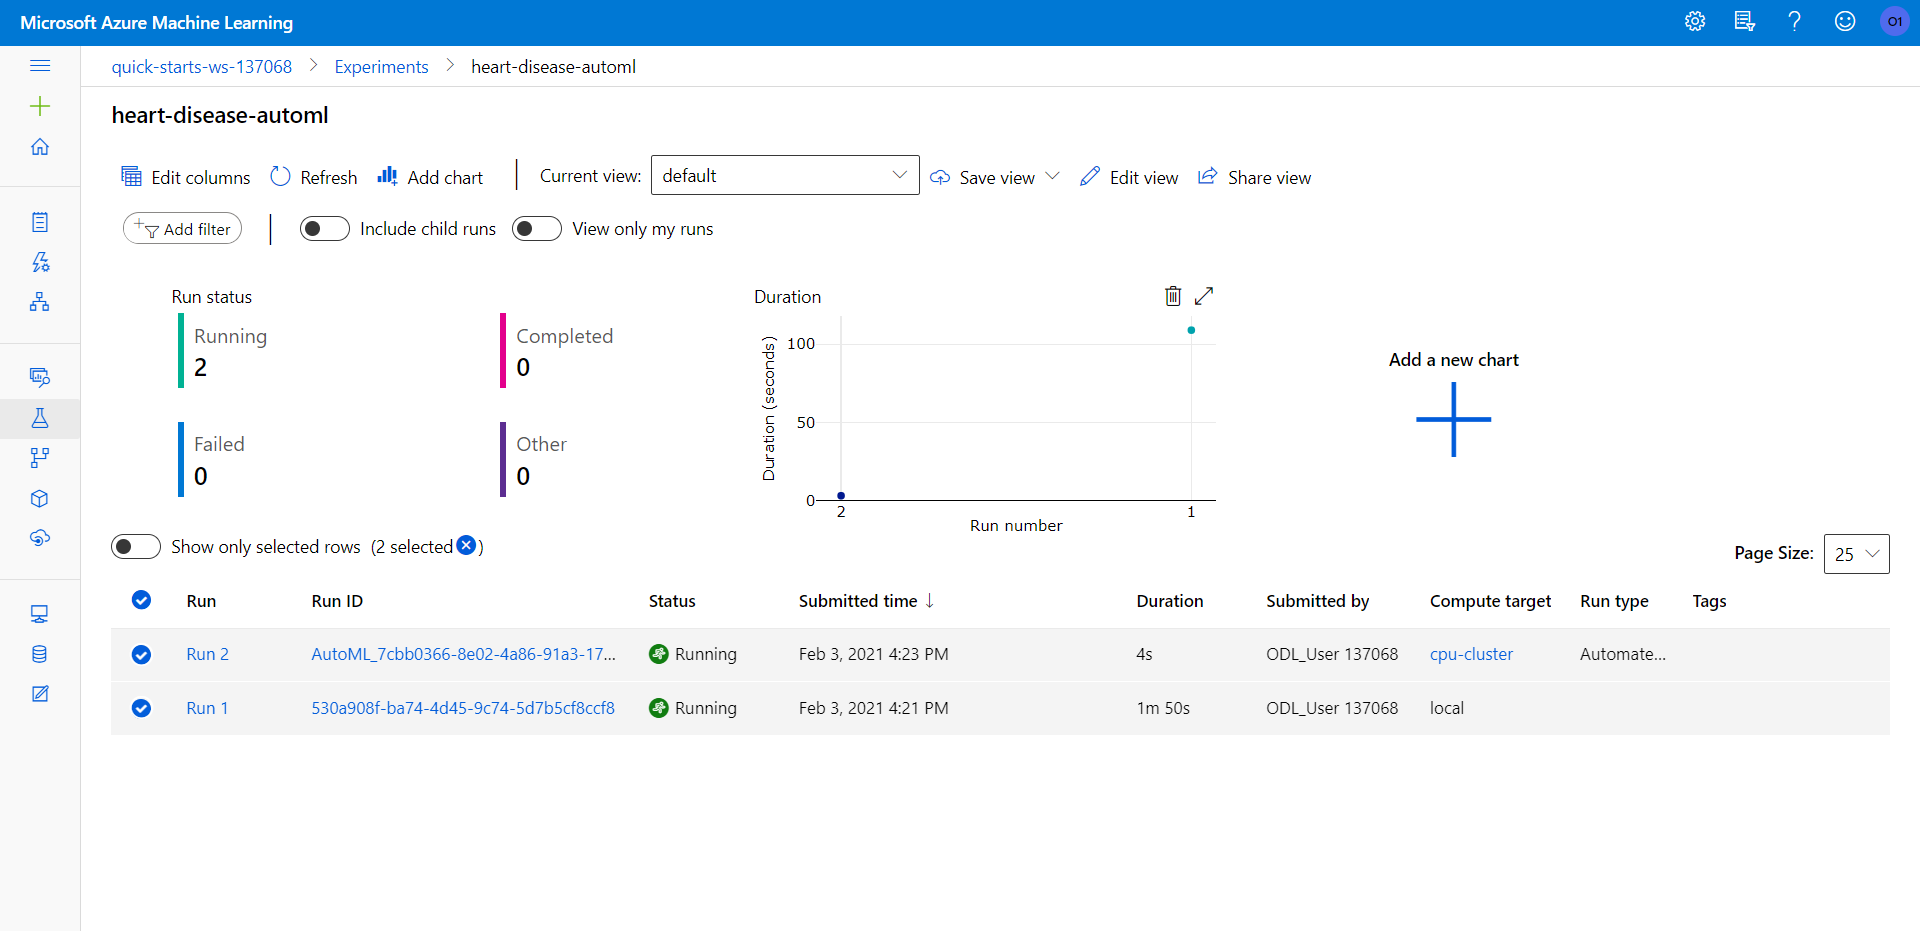 Microsoft Azure Machine Learning
O1
quick-starts-ws-137068 > Experiments > heart-disease-automl
heart-disease-automl
Edit columns Refresh Add chart Current view: default Save view Edit view Share view
Add filter Include child runs View only my runs
Run status
Running
2
Completed
0
Failed
0
Other
0
Duration
Duration (seconds)
100
50
0
2 1
Run number
Add a new chart
Show only selected rows (2 selected )
Page Size: 25
Run Run ID Status Submitted time ↓ Duration Submitted by Compute target Run type Tags
Run 2 AutoML_7cbb0366-8e02-4a86-91a3-17... Running Feb 3, 2021 4:23 PM 4s ODL_User 137068 cpu-cluster Automate...
Run 1 530a908f-ba74-4d45-9c74-5d7b5cf8ccf8 Running Feb 3, 2021 4:21 PM 1m 50s ODL_User 137068 local